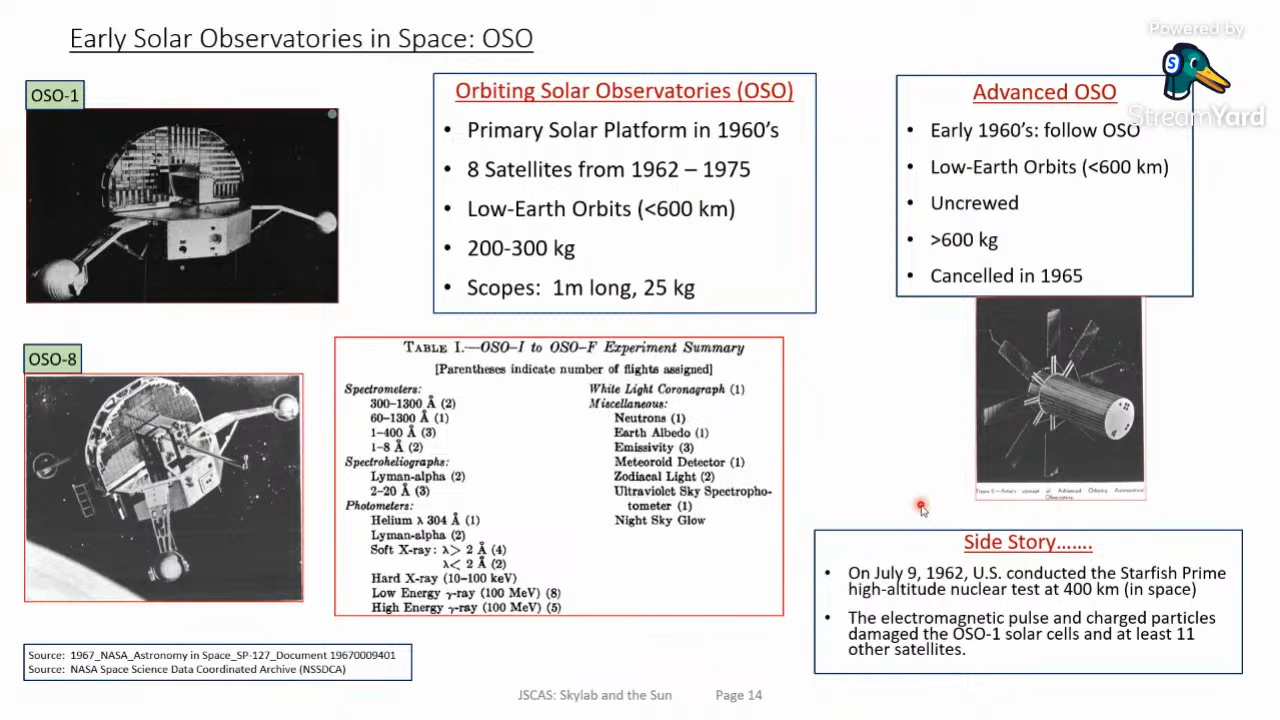 Early Solar Observatories in Space: OSO
Powered by
StreamYard
OSO-1
Orbiting Solar Observatories (OSO)
• Primary Solar Platform in 1960's
• 8 Satellites from 1962 – 1975
• Low-Earth Orbits (<600 km)
• 200-300 kg
• Scopes: 1m long, 25 kg
Advanced OSO
• Early 1960's: follow OSO
• Low-Earth Orbits (<600 km)
• Uncrewed
• >600 kg
• Cancelled in 1965
Figure 5—Artist's concept of Advanced Orbiting Astronomical
Observatory.
OSO-8
TABLE I.—OSO-I to OSO-F Experiment Summary
[Parentheses indicate number of flights assigned]
Spectrometers:
300–1300 Å (2)
60–1300 Å (1)
1–400 Å (3)
1–8 Å (2)
Spectroheliographs:
Lyman-alpha (2)
2–20 Å (3)
Photometers:
Helium λ 304 Å (1)
Lyman-alpha (2)
Soft X-ray: λ> 2 Å (4)
λ< 2 Å (2)
Hard X-ray (10–100 keV)
Low Energy γ-ray (100 MeV) (8)
High Energy γ-ray (100 MeV) (5)
White Light Coronagraph (1)
Miscellaneous:
Neutrons (1)
Earth Albedo (1)
Emissivity (3)
Meteoroid Detector (1)
Zodiacal Light (2)
Ultraviolet Sky Spectropho-
tometer (1)
Night Sky Glow
Side Story.......
• On July 9, 1962, U.S. conducted the Starfish Prime
high-altitude nuclear test at 400 km (in space)
• The electromagnetic pulse and charged particles
damaged the OSO-1 solar cells and at least 11
other satellites.
Source: 1967_NASA_Astronomy in Space_SP-127_Document 19670009401
Source: NASA Space Science Data Coordinated Archive (NSSDCA)
JSCAS: Skylab and the Sun Page 14